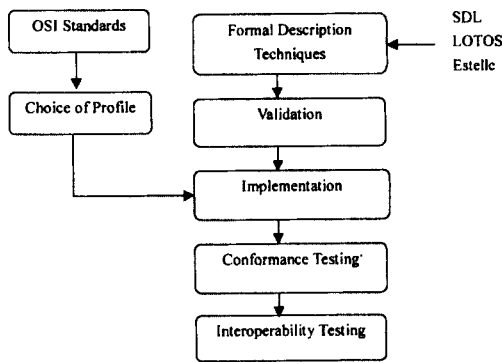 OSI Standards
Choice of Profile
Formal Description
Techniques
SDL
LOTOS
Estelle
Validation
Implementation
Conformance Testing
Interoperability Testing